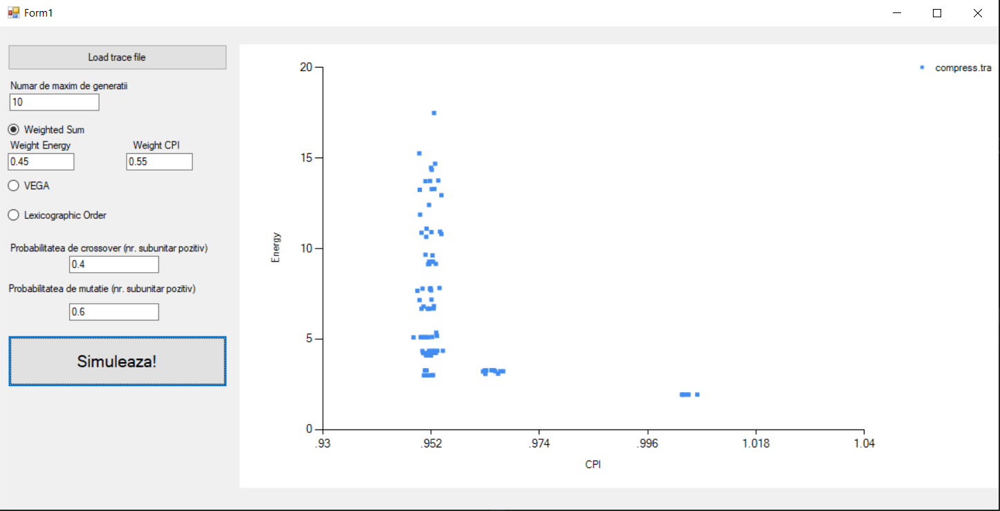 Form1
Load trace file
Numar de maxim de generatii
10
Weighted Sum
Weight Energy Weight CPI
0.45 0.55
VEGA
Lexicographic Order
Probabilitatea de crossover (nr. subunitar pozitiv)
0.4
Probabilitatea de mutatie (nr. subunitar pozitiv)
0.6
Simuleaza!
compress.tra
20
15
10
5
0
Energy
.93 .952 .974 .996 1.018 1.04
CPI